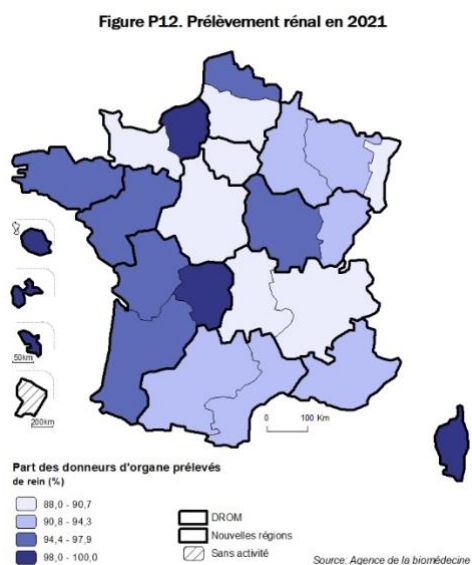 Figure P12. Prélèvement rénal en 2021
50km
200km
0 100 Km
Part des donneurs d'organe prélevés
de rein (%)
88,0 - 90,7
90,8 - 94,3
94,4 - 97,9
98,0 - 100,0
DROM
Nouvelles régions
Sans activité
Source: Agence de la biomédecine